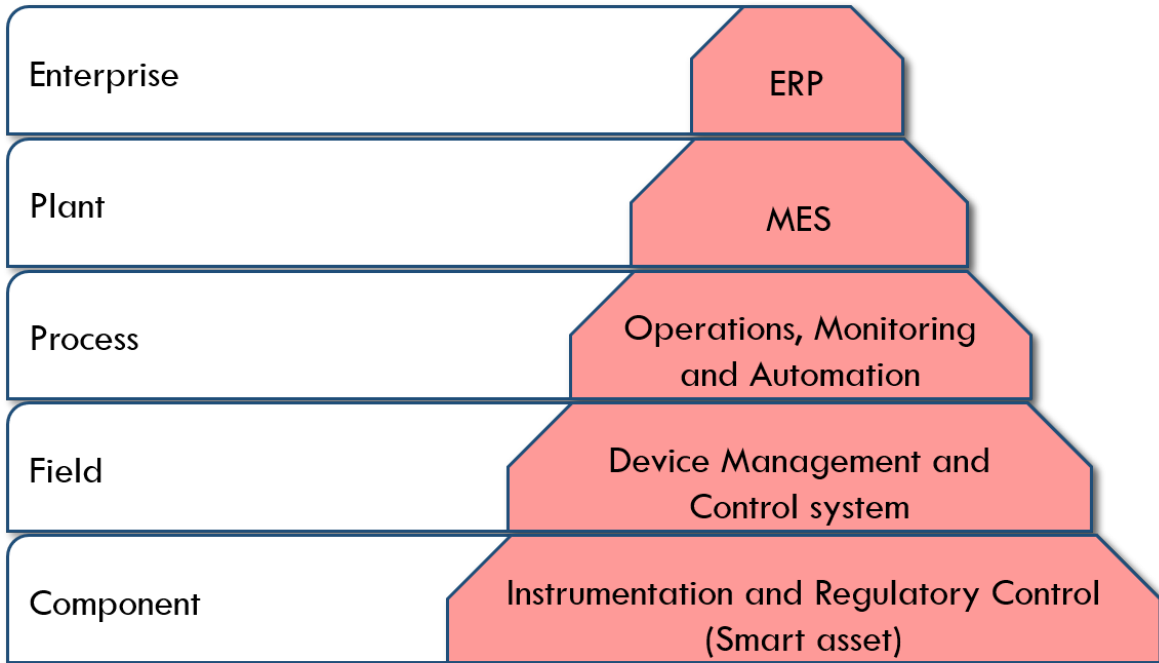 Enterprise
ERP
Plant
MES
Process
Operations, Monitoring
and Automation
Field
Device Management and
Control system
Component
Instrumentation and Regulatory Control
(Smart asset)